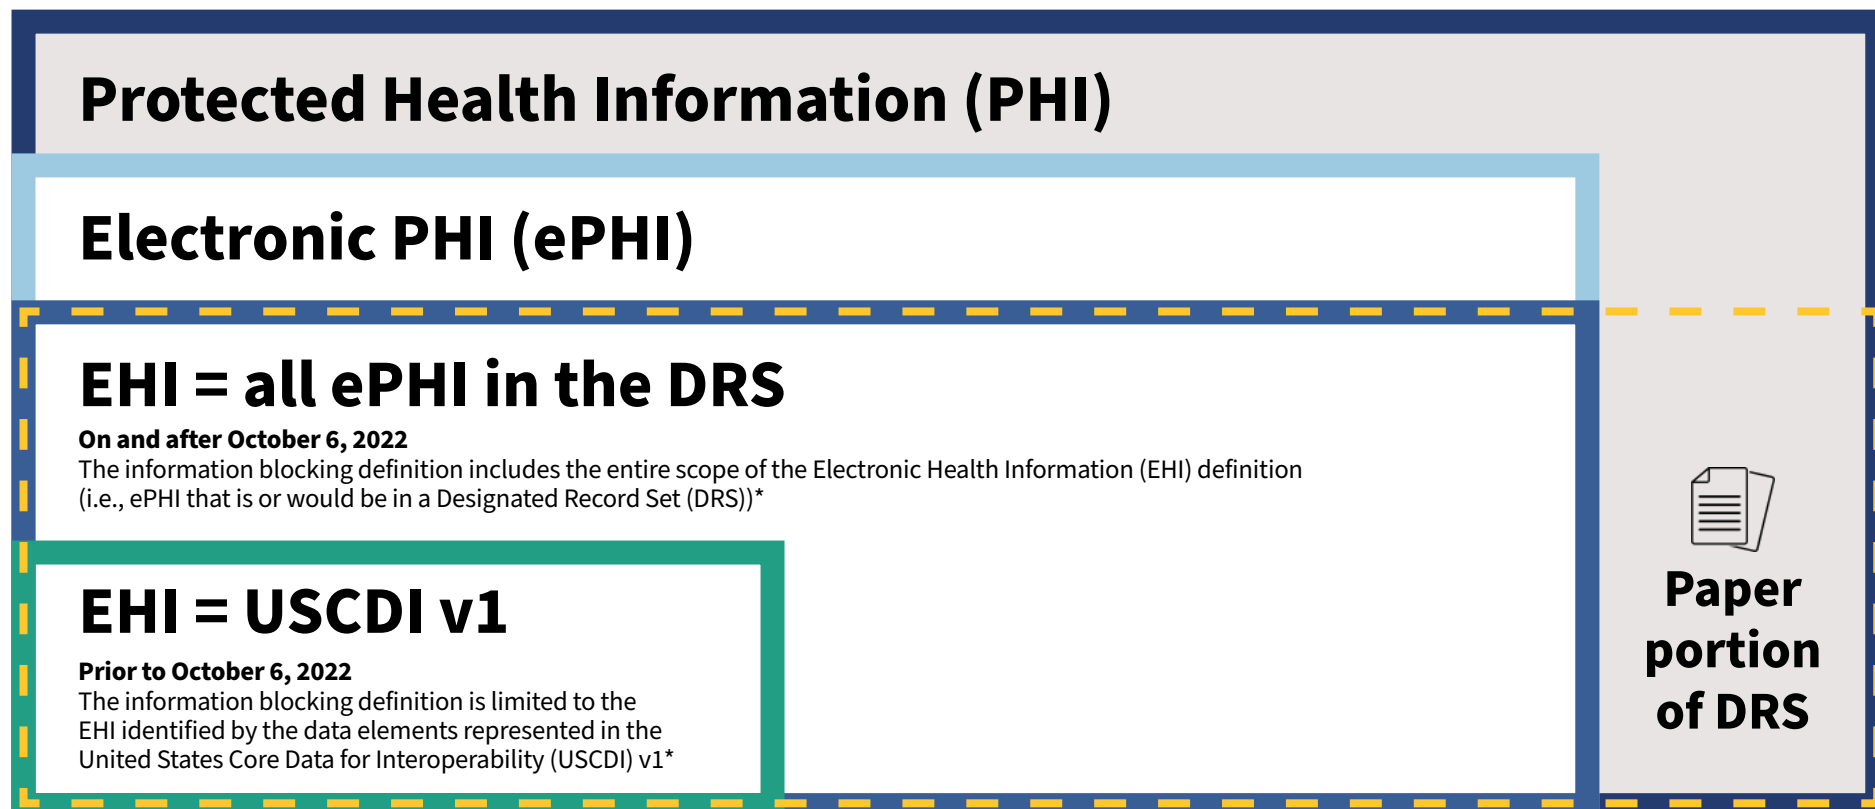 Protected Health Information (PHI)
Electronic PHI (ePHI)
EHI = all ePHI in the DRS
On and after October 6, 2022
The information blocking definition includes the entire scope of the Electronic Health Information (EHI) definition
(i.e., ePHI that is or would be in a Designated Record Set (DRS))*
EHI = USCDI v1
Prior to October 6, 2022
The information blocking definition is limited to the
EHI identified by the data elements represented in the
United States Core Data for Interoperability (USCDI) v1*
Paper
portion
of DRS